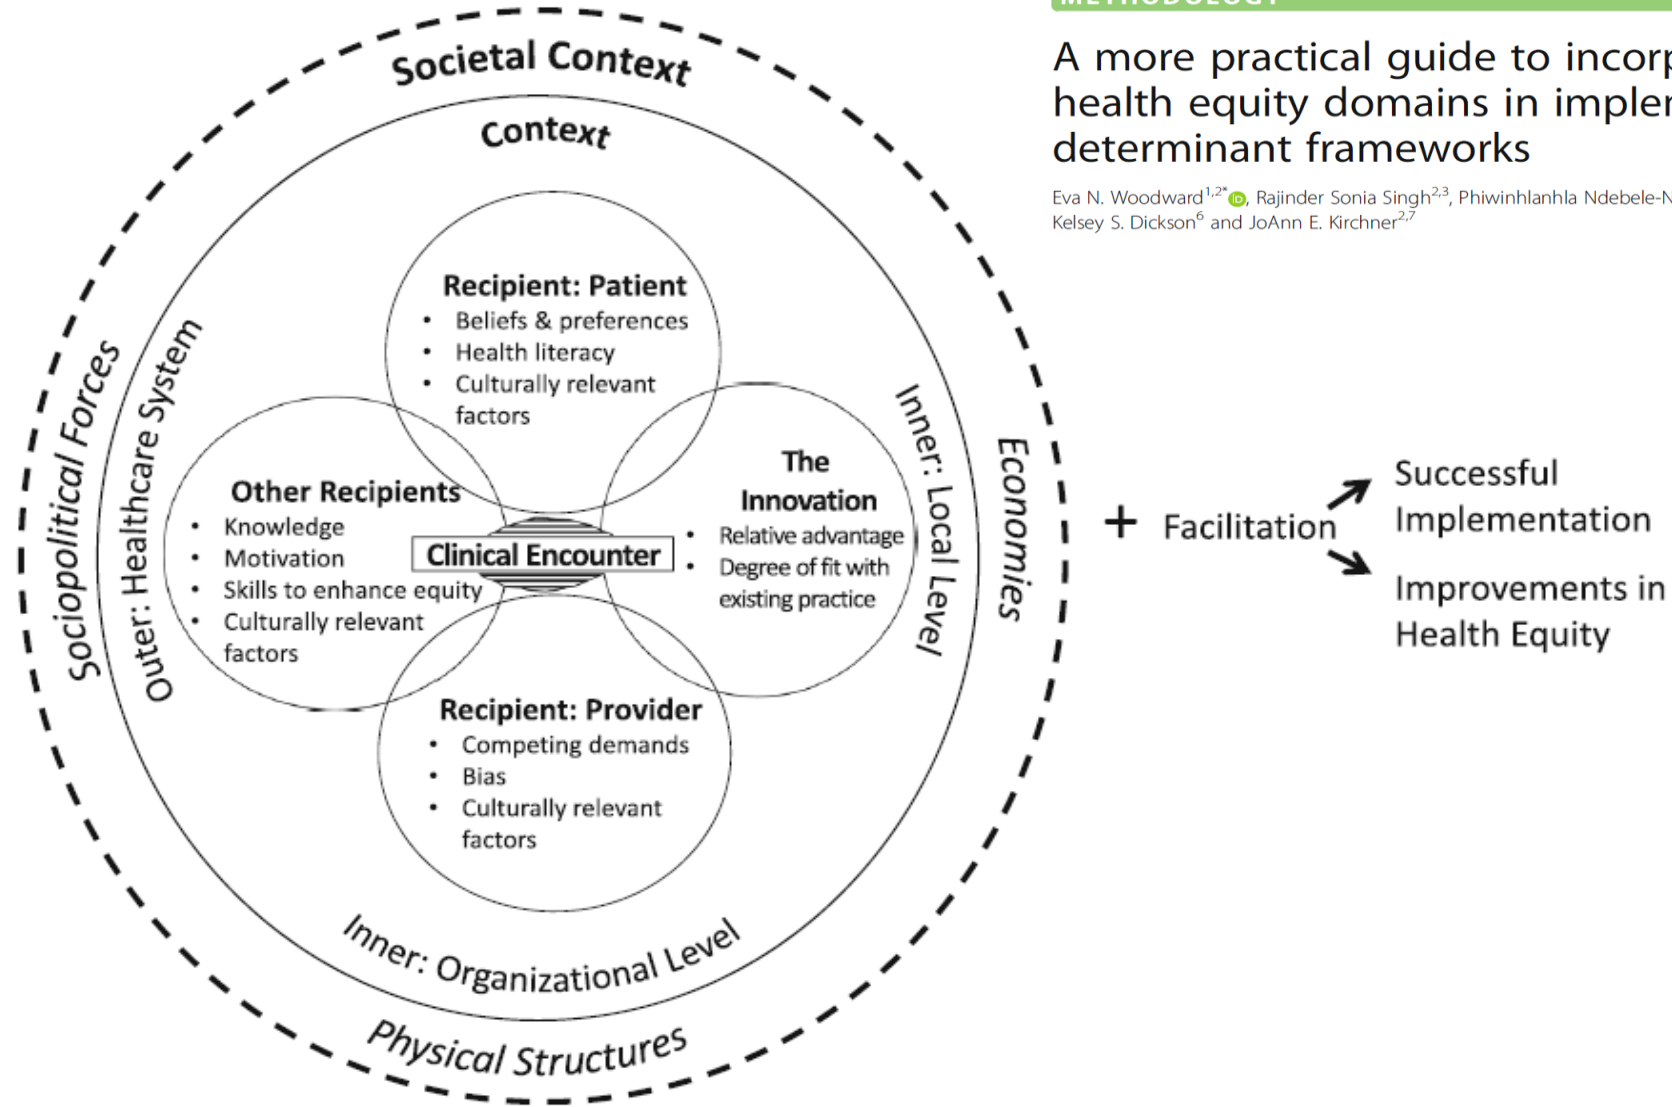 METHODOLOGY
A more practical guide to incorp
health equity domains in implem
determinant frameworks
Eva N. Woodward1,2* iD, Rajinder Sonia Singh2,3, Phiwinhlanhla Ndebele-N
Kelsey S. Dickson6 and JoAnn E. Kirchner2,7
Societal Context
Context
Sociopolitical Forces
Outer: Healthcare System
Recipient: Patient
• Beliefs & preferences
• Health literacy
• Culturally relevant
factors
Other Recipients
• Knowledge
• Motivation
• Skills to enhance equity
• Culturally relevant
factors
Clinical Encounter
The
Innovation
• Relative advantage
• Degree of fit with
existing practice
Recipient: Provider
• Competing demands
• Bias
• Culturally relevant
factors
Inner: Local Level
Economies
Inner: Organizational Level
Physical Structures
+ Facilitation
Successful
Implementation
Improvements in
Health Equity